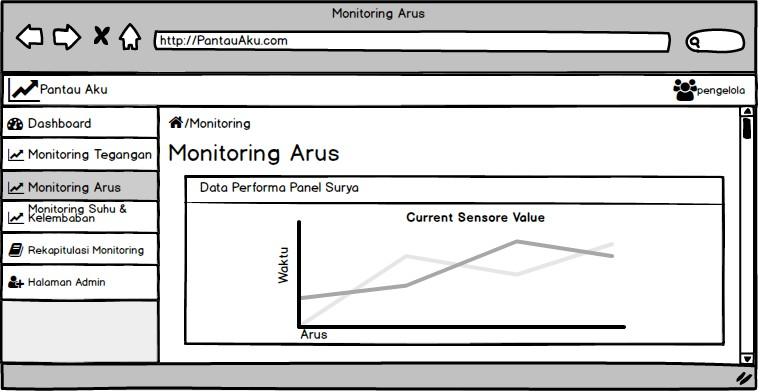 Monitoring Arus
http://PantauAku.com
Pantau Aku
pengelola
Dashboard
Monitoring Tegangan
Monitoring Arus
Monitoring Suhu &
Kelembaban
Rekapitulasi Monitoring
Halaman Admin
/Monitoring
Monitoring Arus
Data Performa Panel Surya
Current Sensore Value
Waktu
Arus